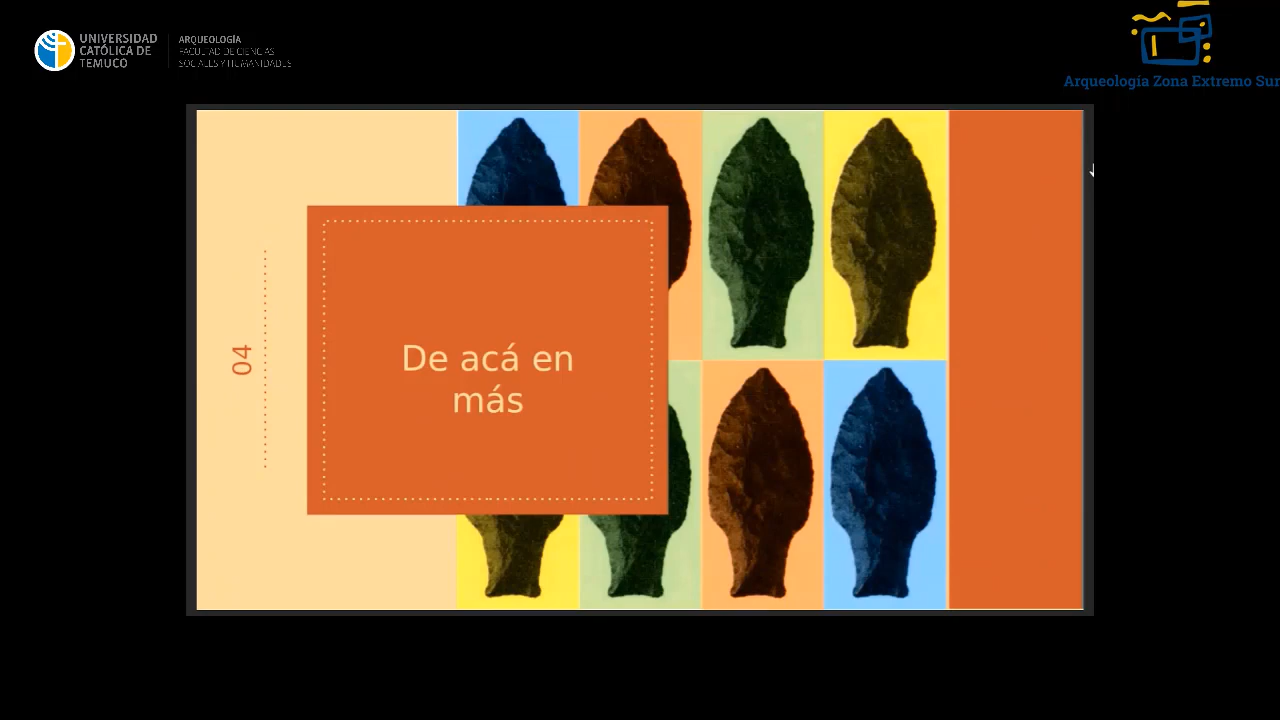 UNIVERSIDAD
CATÓLICA DE
TEMUCO
ARQUEOLOGÍA
FACULTAD DE CIENCIAS
SOCIALES Y HUMANIDADES
Arqueología Zona Extremo Sur
04
De acá en
más